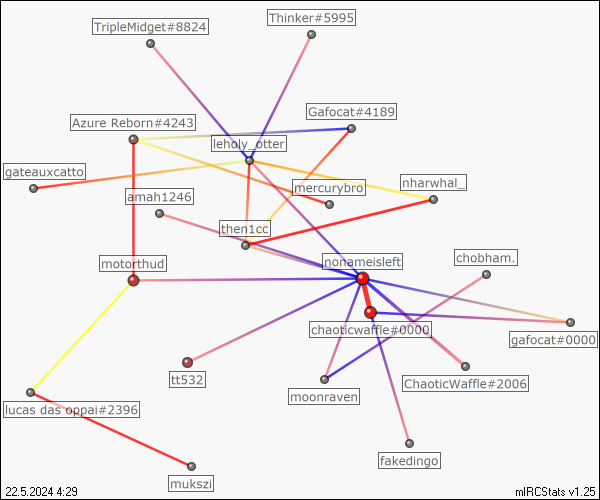 TripleMidget#8824
Thinker#5995
Azure Reborn#4243
Gafocat#4189
leholy_otter
gateauxcatto
amah1246
mercurybro
nharwhal_
then1cc
motorthud
nonameisleft
chobham.
chaoticwaffle#0000
gafocat#0000
tt532
moonraven
ChaoticWaffle#2006
lucas das oppai#2396
fakedingo
mukszi
22.5.2024 4:29
mIRCStats v1.25